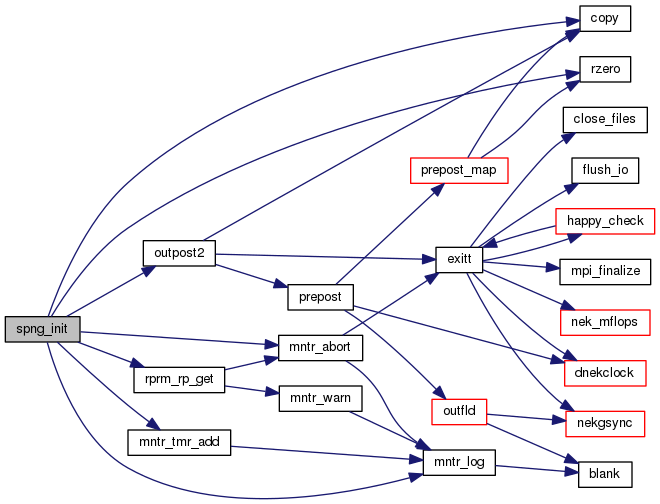 copy
rzero
close_files
prepost_map
flush_io
happy_check
outpost2
exitt
mpi_finalize
prepost
spng_init
nek_mflops
mntr_abort
rprm_rp_get
dnekclock
mntr_warn
outfld
nekgsync
mntr_tmr_add
mntr_log
blank